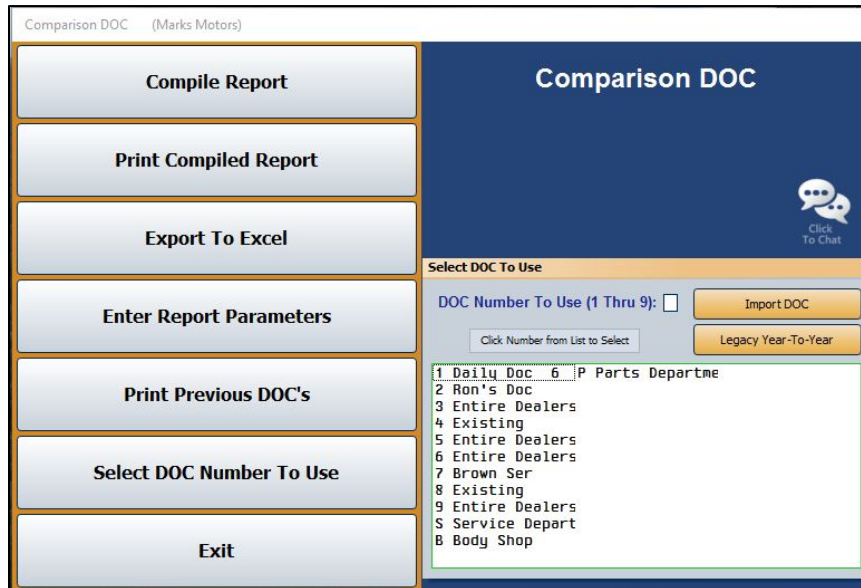 Comparison DOC (Marks Motors)
Compile Report
Print Compiled Report
Export To Excel
Enter Report Parameters
Print Previous DOC's
Select DOC Number To Use
Exit
Comparison DOC
Click
To Chat
Select DOC To Use
DOC Number To Use (1 Thru 9):
Import DOC
Click Number from List to Select
Legacy Year-To-Year
1 Daily Doc 6 P Parts Departme
2 Ron's Doc
3 Entire Dealers
4 Existing
5 Entire Dealers
6 Entire Dealers
7 Brown Ser
8 Existing
9 Entire Dealers
S Service Depart
B Body Shop